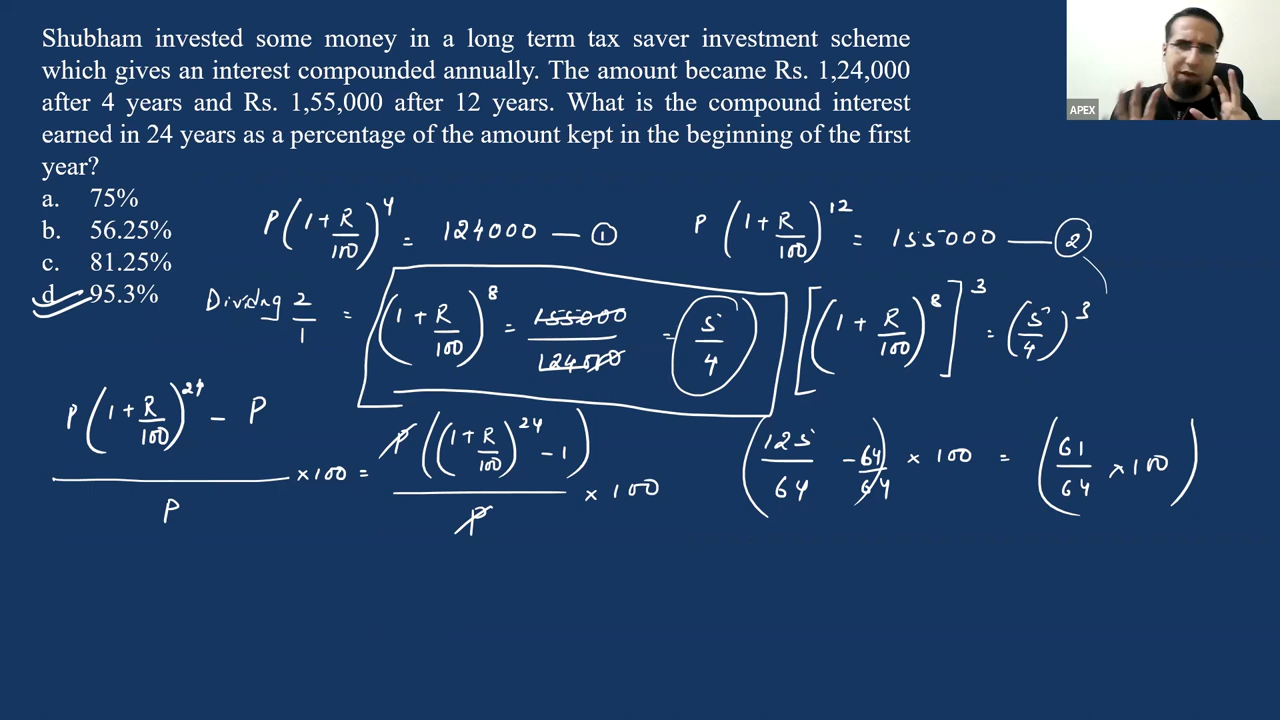 Shubham invested some money in a long term tax saver investment scheme
which gives an interest compounded annually. The amount became Rs. 1,24,000
after 4 years and Rs. 1,55,000 after 12 years. What is the compound interest
earned in 24 years as a percentage of the amount kept in the beginning of the first
year?
APEX
a. 75%
b. 56.25%
c. 81.25%
d. 95.3%
P(1+R/100)^4 = 124000 — ①
P(1+R/100)^12 = 155000 — ②
Dividing 2/1 = (1+R/100)^8 = 155000/124000 = 5/4
[(1+R/100)^8]^3 = (5/4)^3
P(1+R/100)^24 - P / P ×100 = P((1+R/100)^24 - 1) / P × 100
(125/64 - 64/64) × 100 = (61/64 × 100)